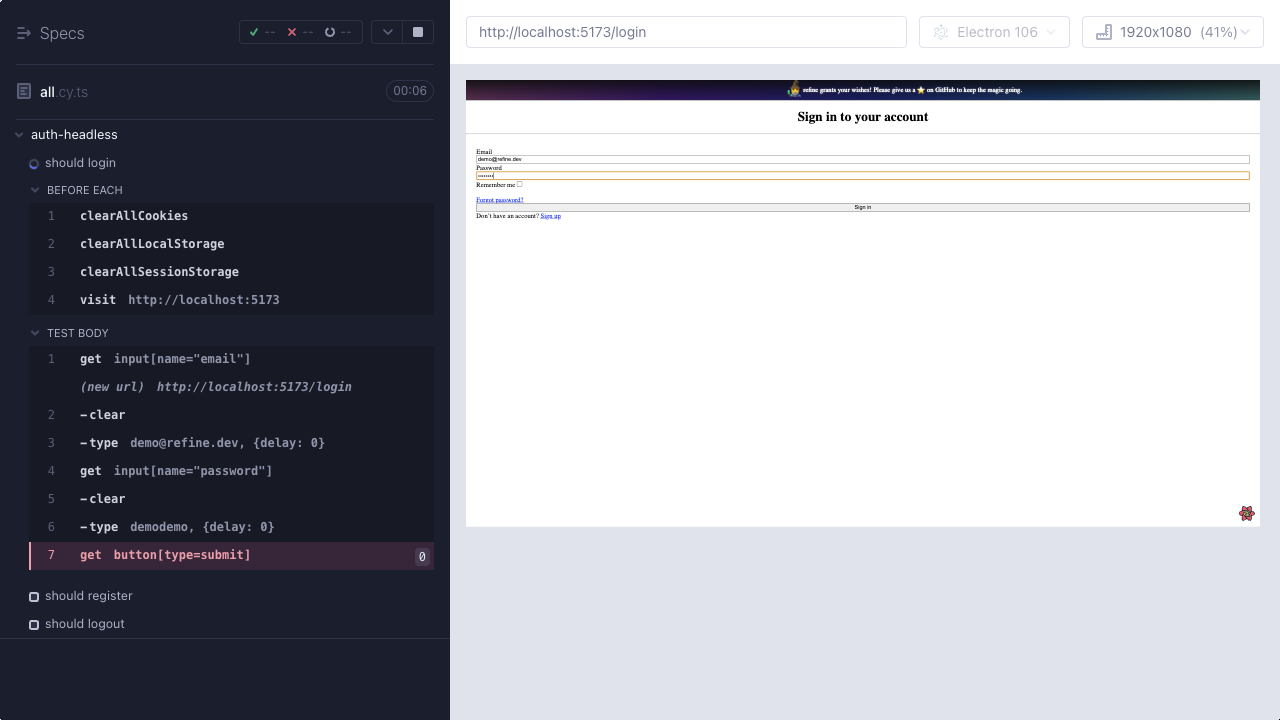 Specs
--
--
--
all.cy.ts
00:06
auth-headless
should login
BEFORE EACH
1 clearAllCookies
2 clearAllLocalStorage
3 clearAllSessionStorage
4 visit http://localhost:5173
TEST BODY
1 get input[name="email"]
(new url) http://localhost:5173/login
2 -clear
3 -type demo@refine.dev, {delay: 0}
4 get input[name="password"]
5 -clear
6 -type demodemo, {delay: 0}
7 get button[type=submit] 0
should register
should logout
http://localhost:5173/login
Electron 106
1920x1080 (41%)
refine grants your wishes! Please give us a ⭐ on GitHub to keep the magic going.
Sign in to your account
Email
demo@refine.dev
Password
••••••••
Remember me
Forgot password?
Sign in
Don't have an account? Sign up